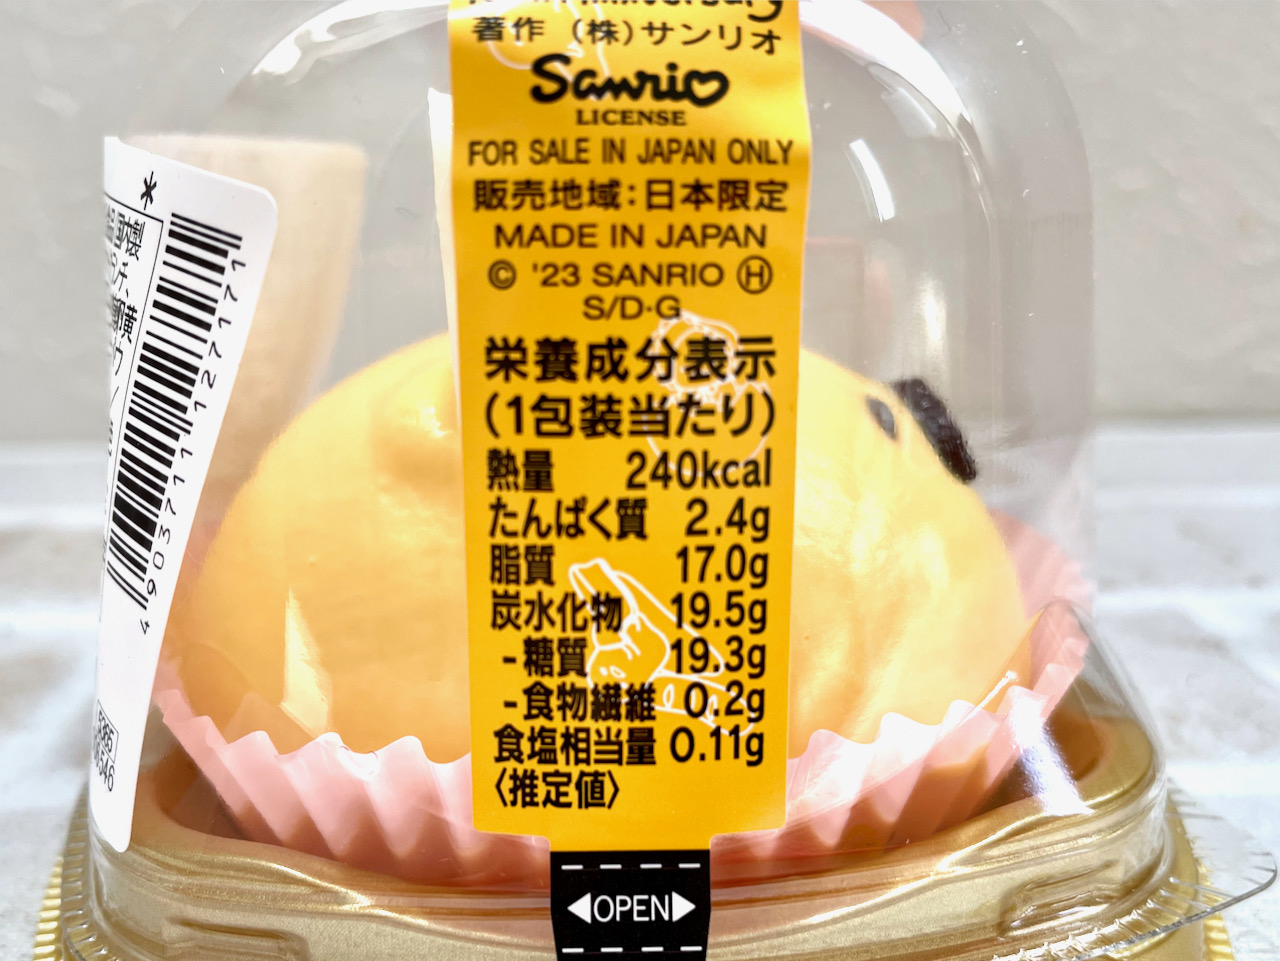 著作 (株)サンリオ
Sanrio
LICENSE
FOR SALE IN JAPAN ONLY
販売地域:日本限定
MADE IN JAPAN
© '23 SANRIO Ⓗ
S/D·G
栄養成分表示
(1包装当たり)
熱量 240kcal
たんぱく質 2.4g
脂質 17.0g
炭水化物 19.5g
-糖質 19.3g
-食物繊維 0.2g
食塩相当量 0.11g
〈推定値〉
◀OPEN▶
*
4903711127171